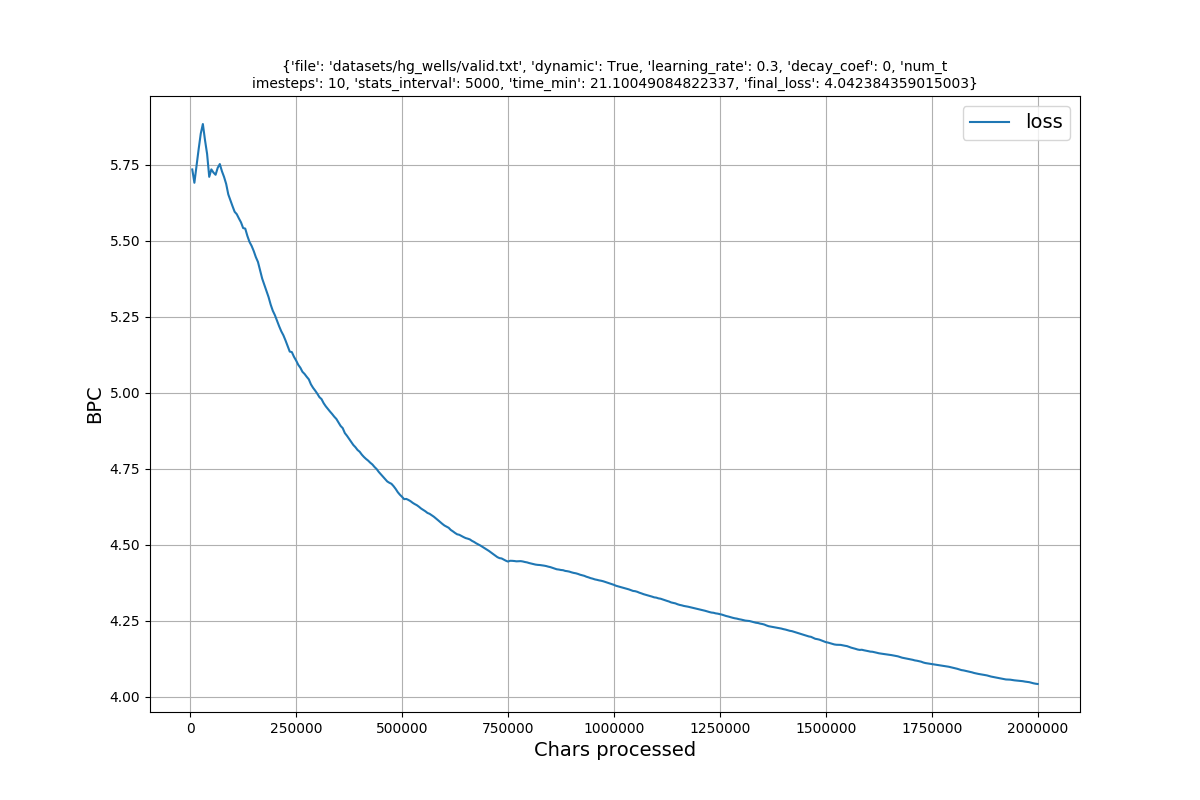 {'file': 'datasets/hg_wells/valid.txt', 'dynamic': True, 'learning_rate': 0.3, 'decay_coef': 0, 'num_t
imesteps': 10, 'stats_interval': 5000, 'time_min': 21.10049084822337, 'final_loss': 4.042384359015003}
loss
5.75
5.50
5.25
5.00
4.75
4.50
4.25
4.00
BPC
0 250000 500000 750000 1000000 1250000 1500000 1750000 2000000
Chars processed